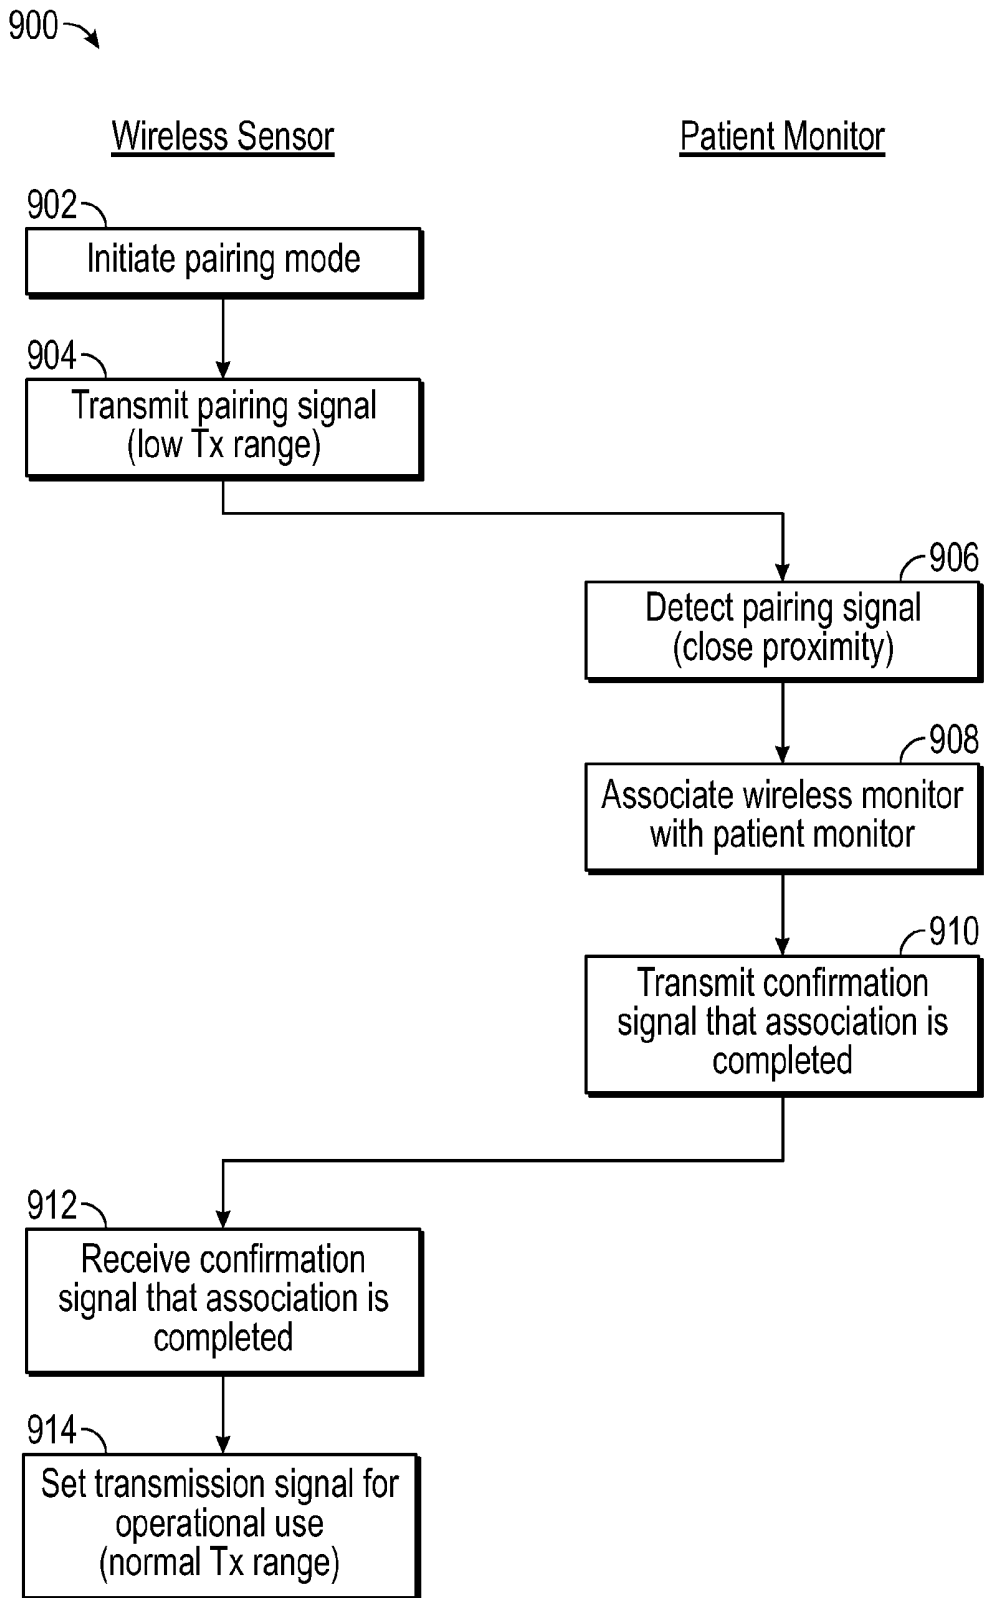 900
Wireless Sensor
Patient Monitor
902
Initiate pairing mode
904
Transmit pairing signal
(low Tx range)
906
Detect pairing signal
(close proximity)
908
Associate wireless monitor
with patient monitor
910
Transmit confirmation
signal that association is
completed
912
Receive confirmation
signal that association is
completed
914
Set transmission signal for
operational use
(normal Tx range)